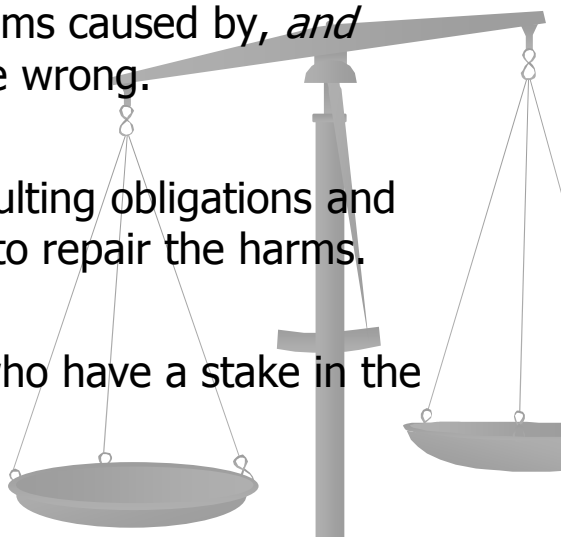 ms caused by, and
e wrong.
ulting obligations and
to repair the harms.
who have a stake in the